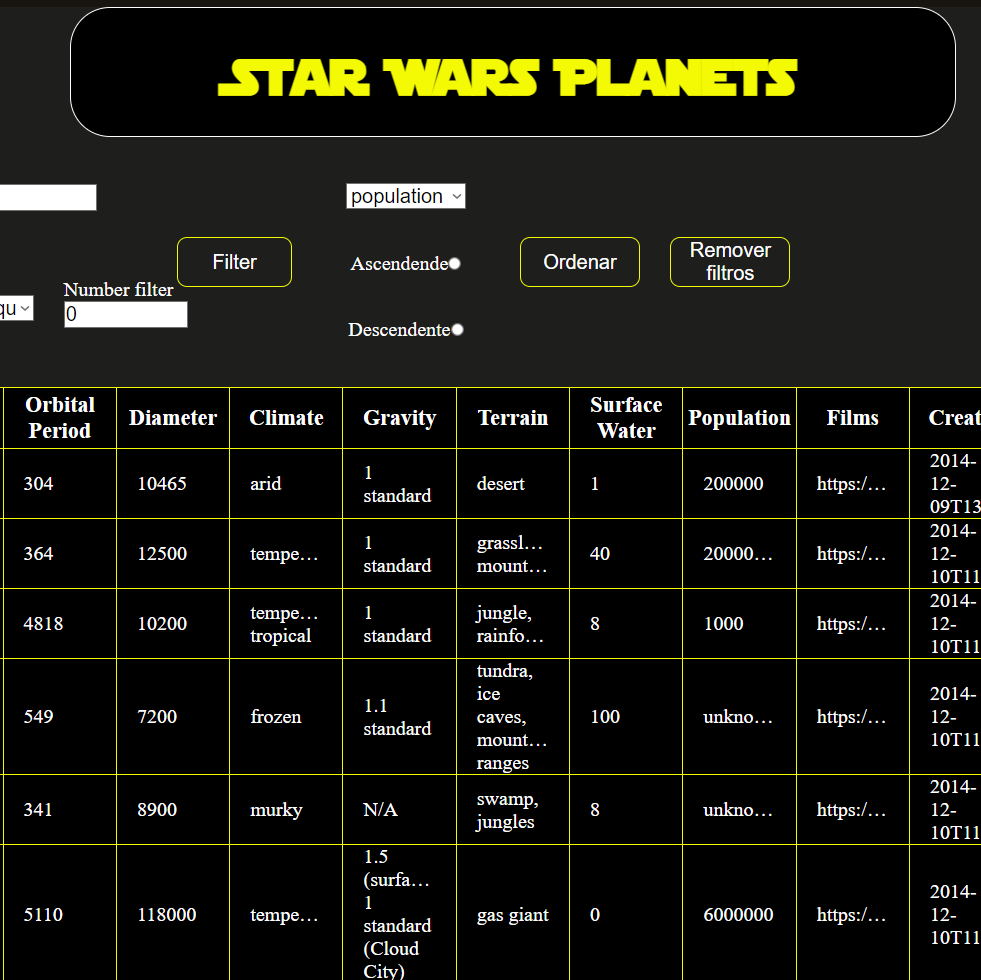 STAR WARS PLANETS
population
Filter
Ascendende
Ordenar
Remover
filtros
Number filter
qu
0
Descendente
Orbital
Period
Diameter
Climate
Gravity
Terrain
Surface
Water
Population
Films
Creat
304
10465
arid
1
standard
desert
1
200000
https:/…
2014-
12-
09T13
364
12500
tempe…
1
standard
grassl…
mount…
40
20000…
https:/…
2014-
12-
10T11
4818
10200
tempe…
tropical
1
standard
jungle,
rainfo…
8
1000
https:/…
2014-
12-
10T11
549
7200
frozen
1.1
standard
tundra,
ice
caves,
mount…
ranges
100
unkno…
https:/…
2014-
12-
10T11
341
8900
murky
N/A
swamp,
jungles
8
unkno…
https:/…
2014-
12-
10T11
5110
118000
tempe…
1.5
(surfa…
1
standard
(Cloud
City)
gas giant
0
6000000
https:/…
2014-
12-
10T11